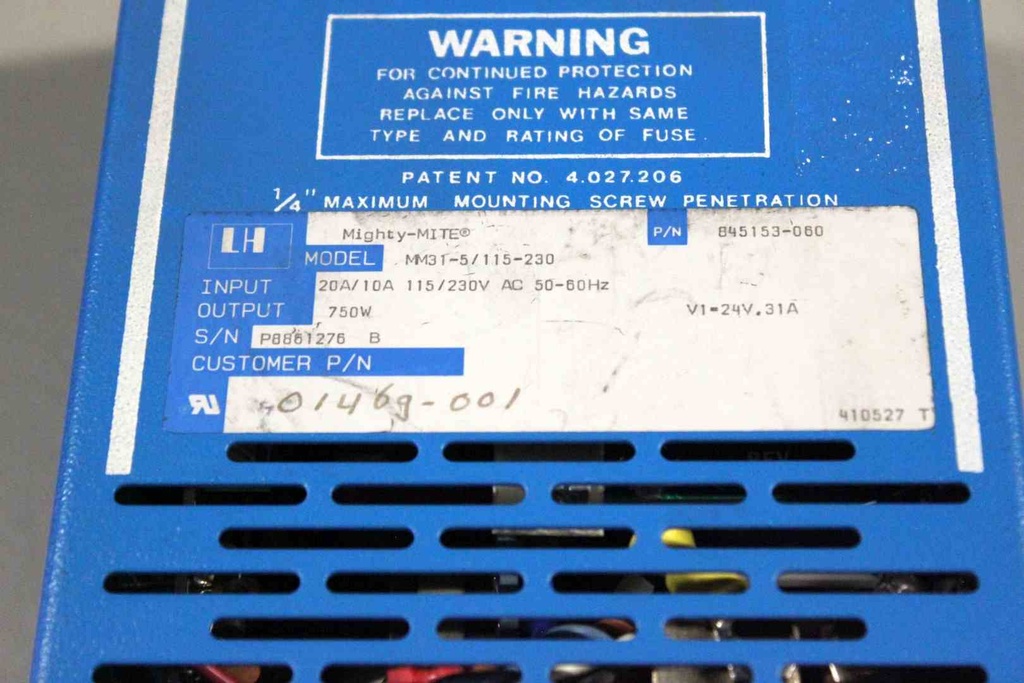 WARNING
FOR CONTINUED PROTECTION
AGAINST FIRE HAZARDS
REPLACE ONLY WITH SAME
TYPE AND RATING OF FUSE.
PATENT NO. 4.027.206
1/4" MAXIMUM MOUNTING SCREW PENETRATION
LH Mighty-MITE® P/N 845153-060
MODEL MM31-5/115-230
INPUT 20A/10A 115/230V AC 50-60Hz
OUTPUT 750W V1=24V.31A
S/N P8861276 B
CUSTOMER P/N
01469-001
410527 T
REV